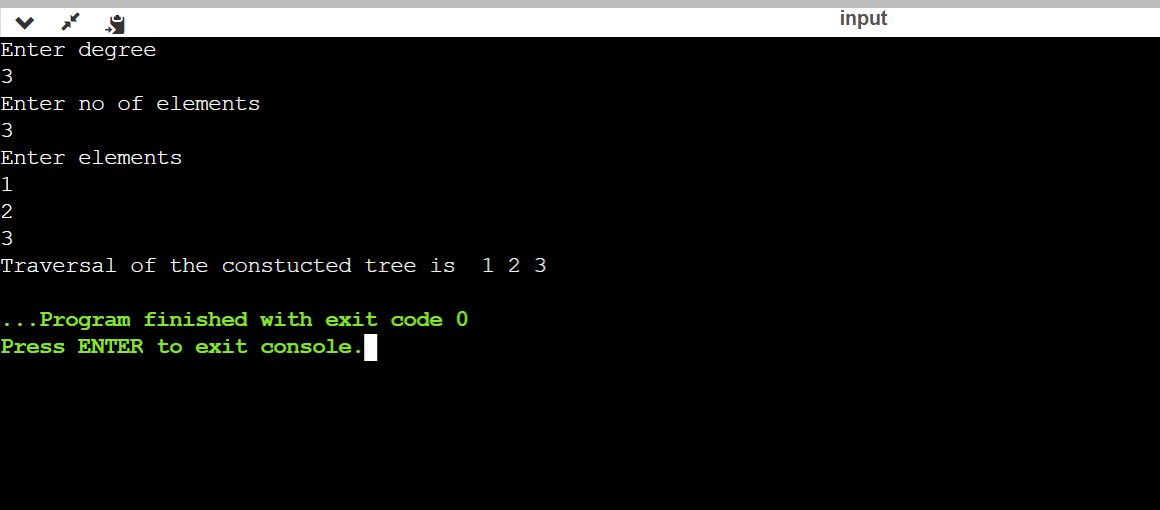 input
Enter degree
3
Enter no of elements
3
Enter elements
1
2
3
Traversal of the constucted tree is  1 2 3
...Program finished with exit code 0
Press ENTER to exit console.